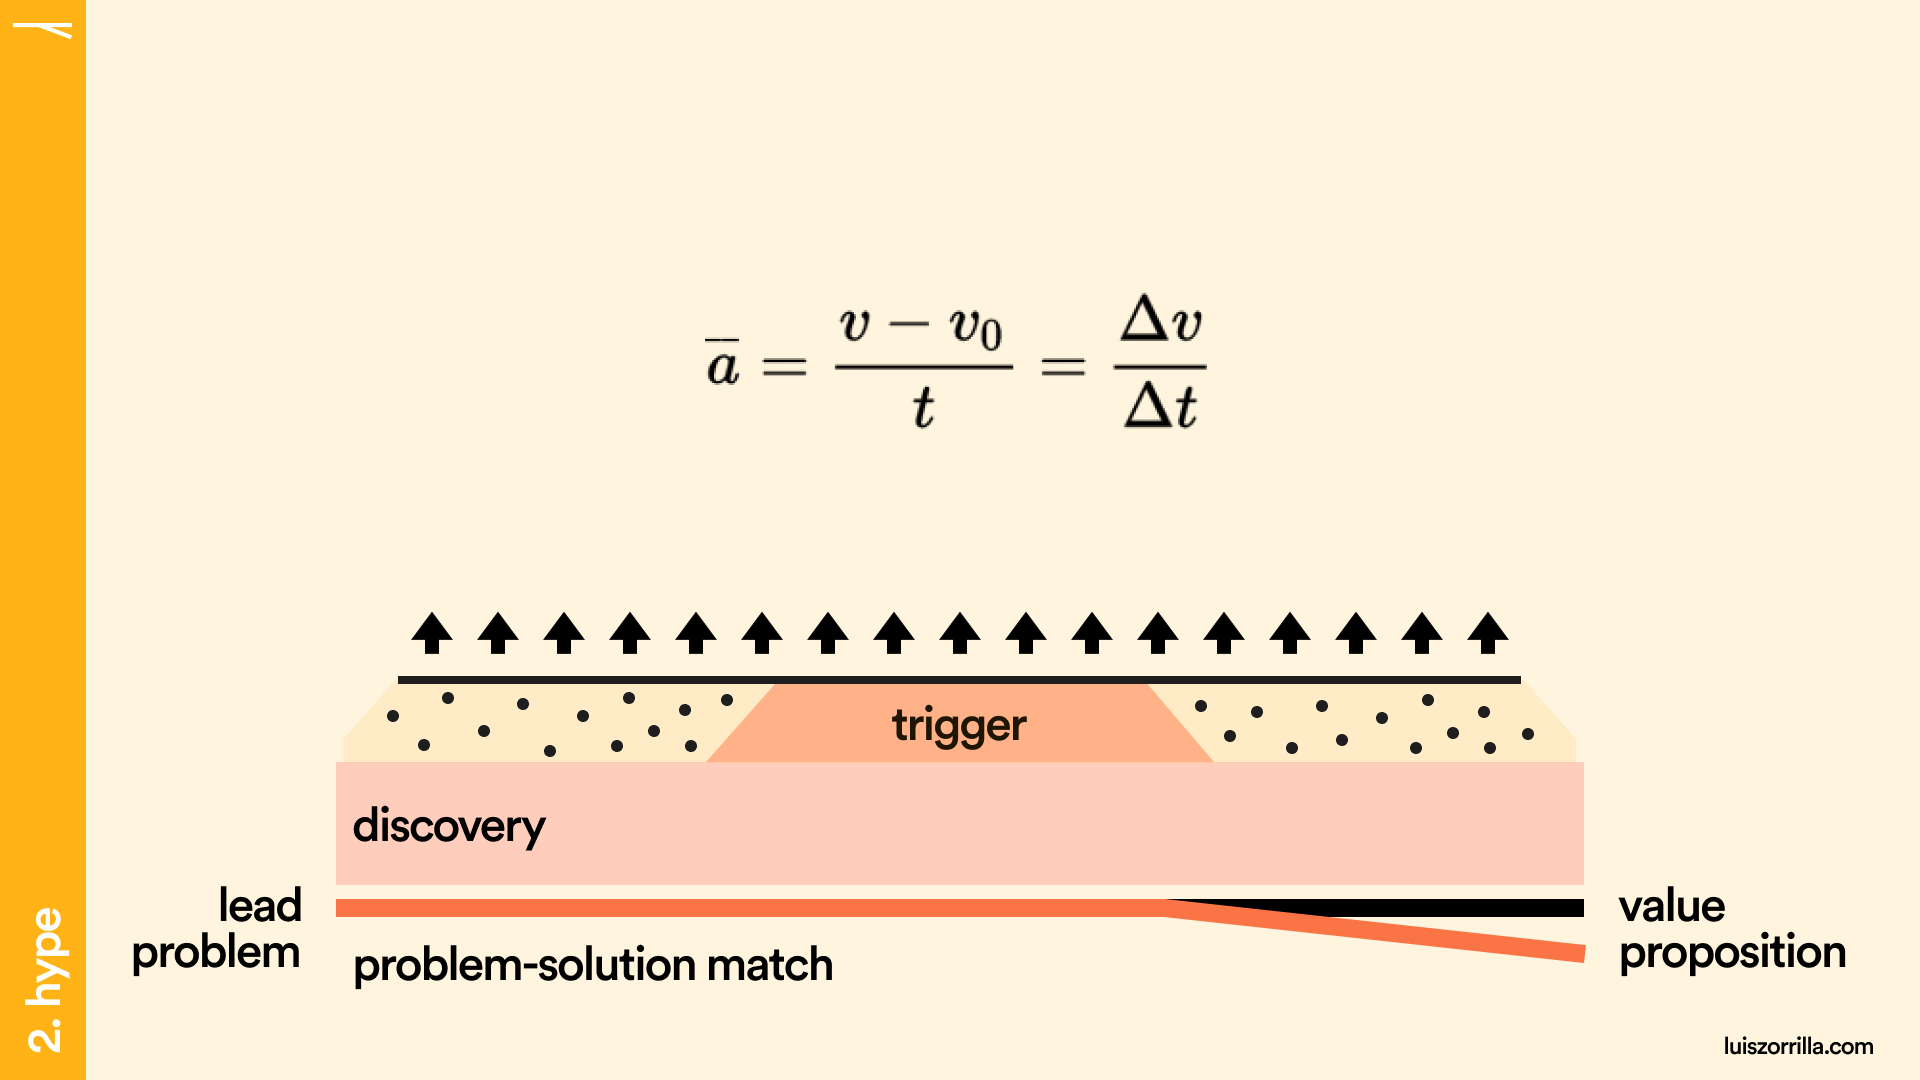 a̅ = (v − v₀) / t = Δv / Δt
trigger
discovery
lead
problem
problem-solution match
value
proposition
2. hype
luiszorrilla.com